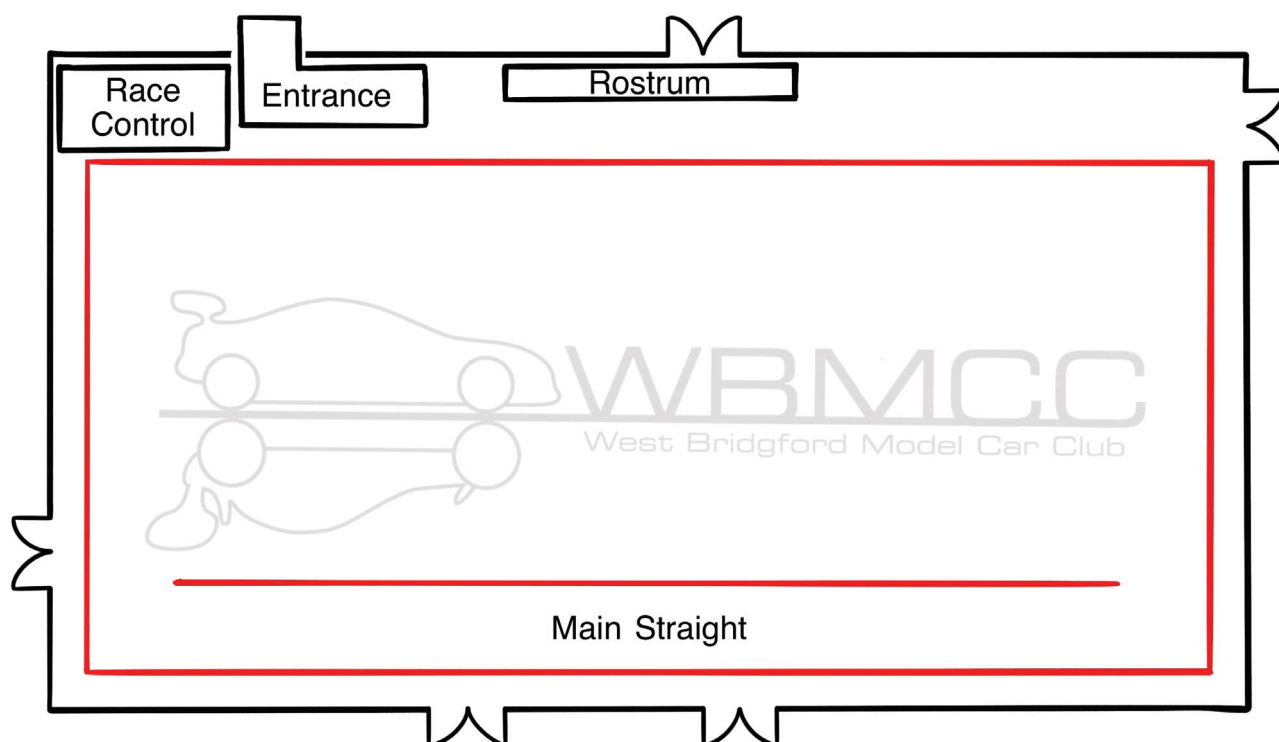 Race
Control
Entrance
Rostrum
WBMCC
West Bridgford Model Car Club
Main Straight